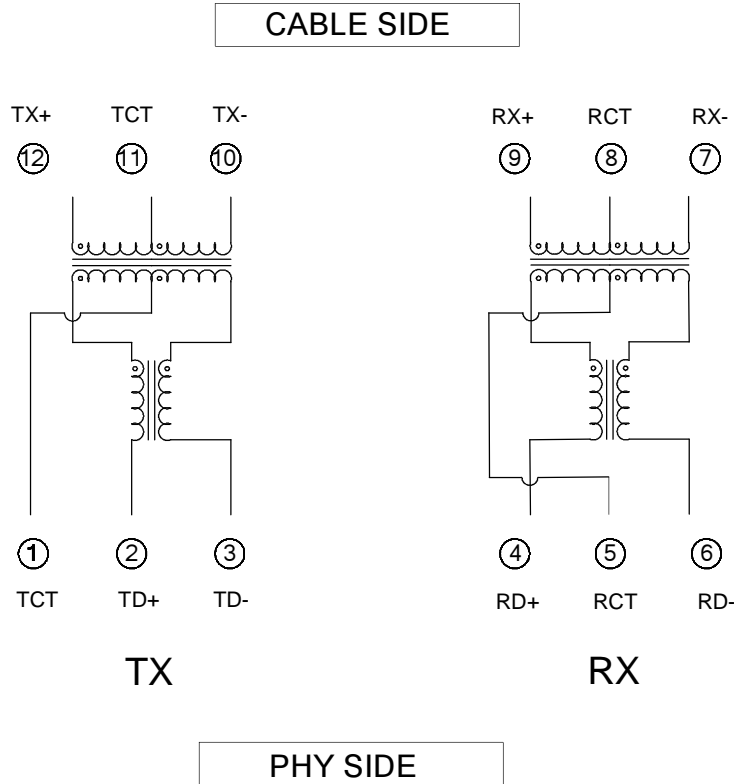 CABLE SIDE
TX+ TCT TX- RX+ RCT RX-
12 11 10 9 8 7
1 2 3 4 5 6
TCT TD+ TD- RD+ RCT RD-
TX RX
PHY SIDE